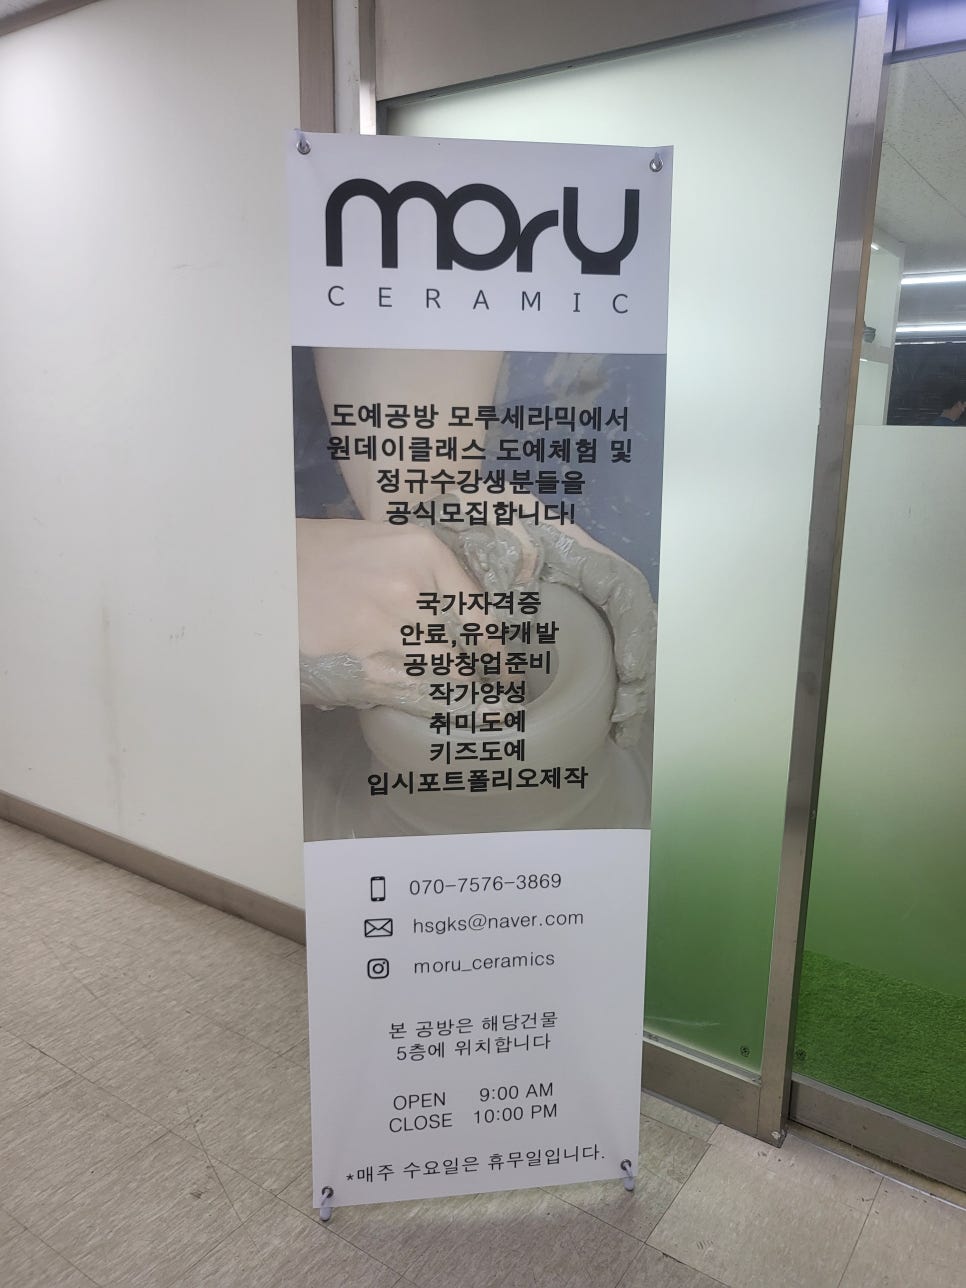 moru
CERAMIC
도예공방 모루세라믹에서
원데이클래스 도예체험 및
정규수강생분들을
공식모집합니다!
국가자격증
안료,유약개발
공방창업준비
작가양성
취미도예
키즈도예
입시포트폴리오제작
070-7576-3869
hsgks@naver.com
moru_ceramics
본 공방은 해당건물
5층에 위치합니다
OPEN 9:00 AM
CLOSE 10:00 PM
*매주 수요일은 휴무일입니다.